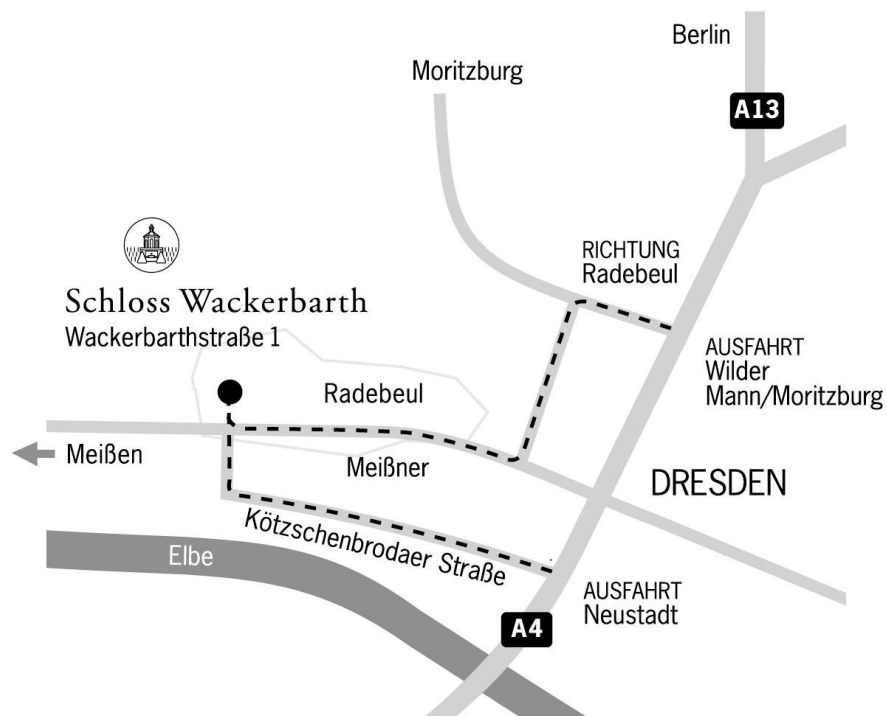 Berlin
Moritzburg
A13
RICHTUNG
Radebeul
Schloss Wackerbarth
Wackerbarthstraße 1
AUSFAHRT
Wilder
Mann/Moritzburg
Radebeul
Meißen
Meißner
DRESDEN
Kötzschenbrodaer Straße
Elbe
AUSFAHRT
Neustadt
A4